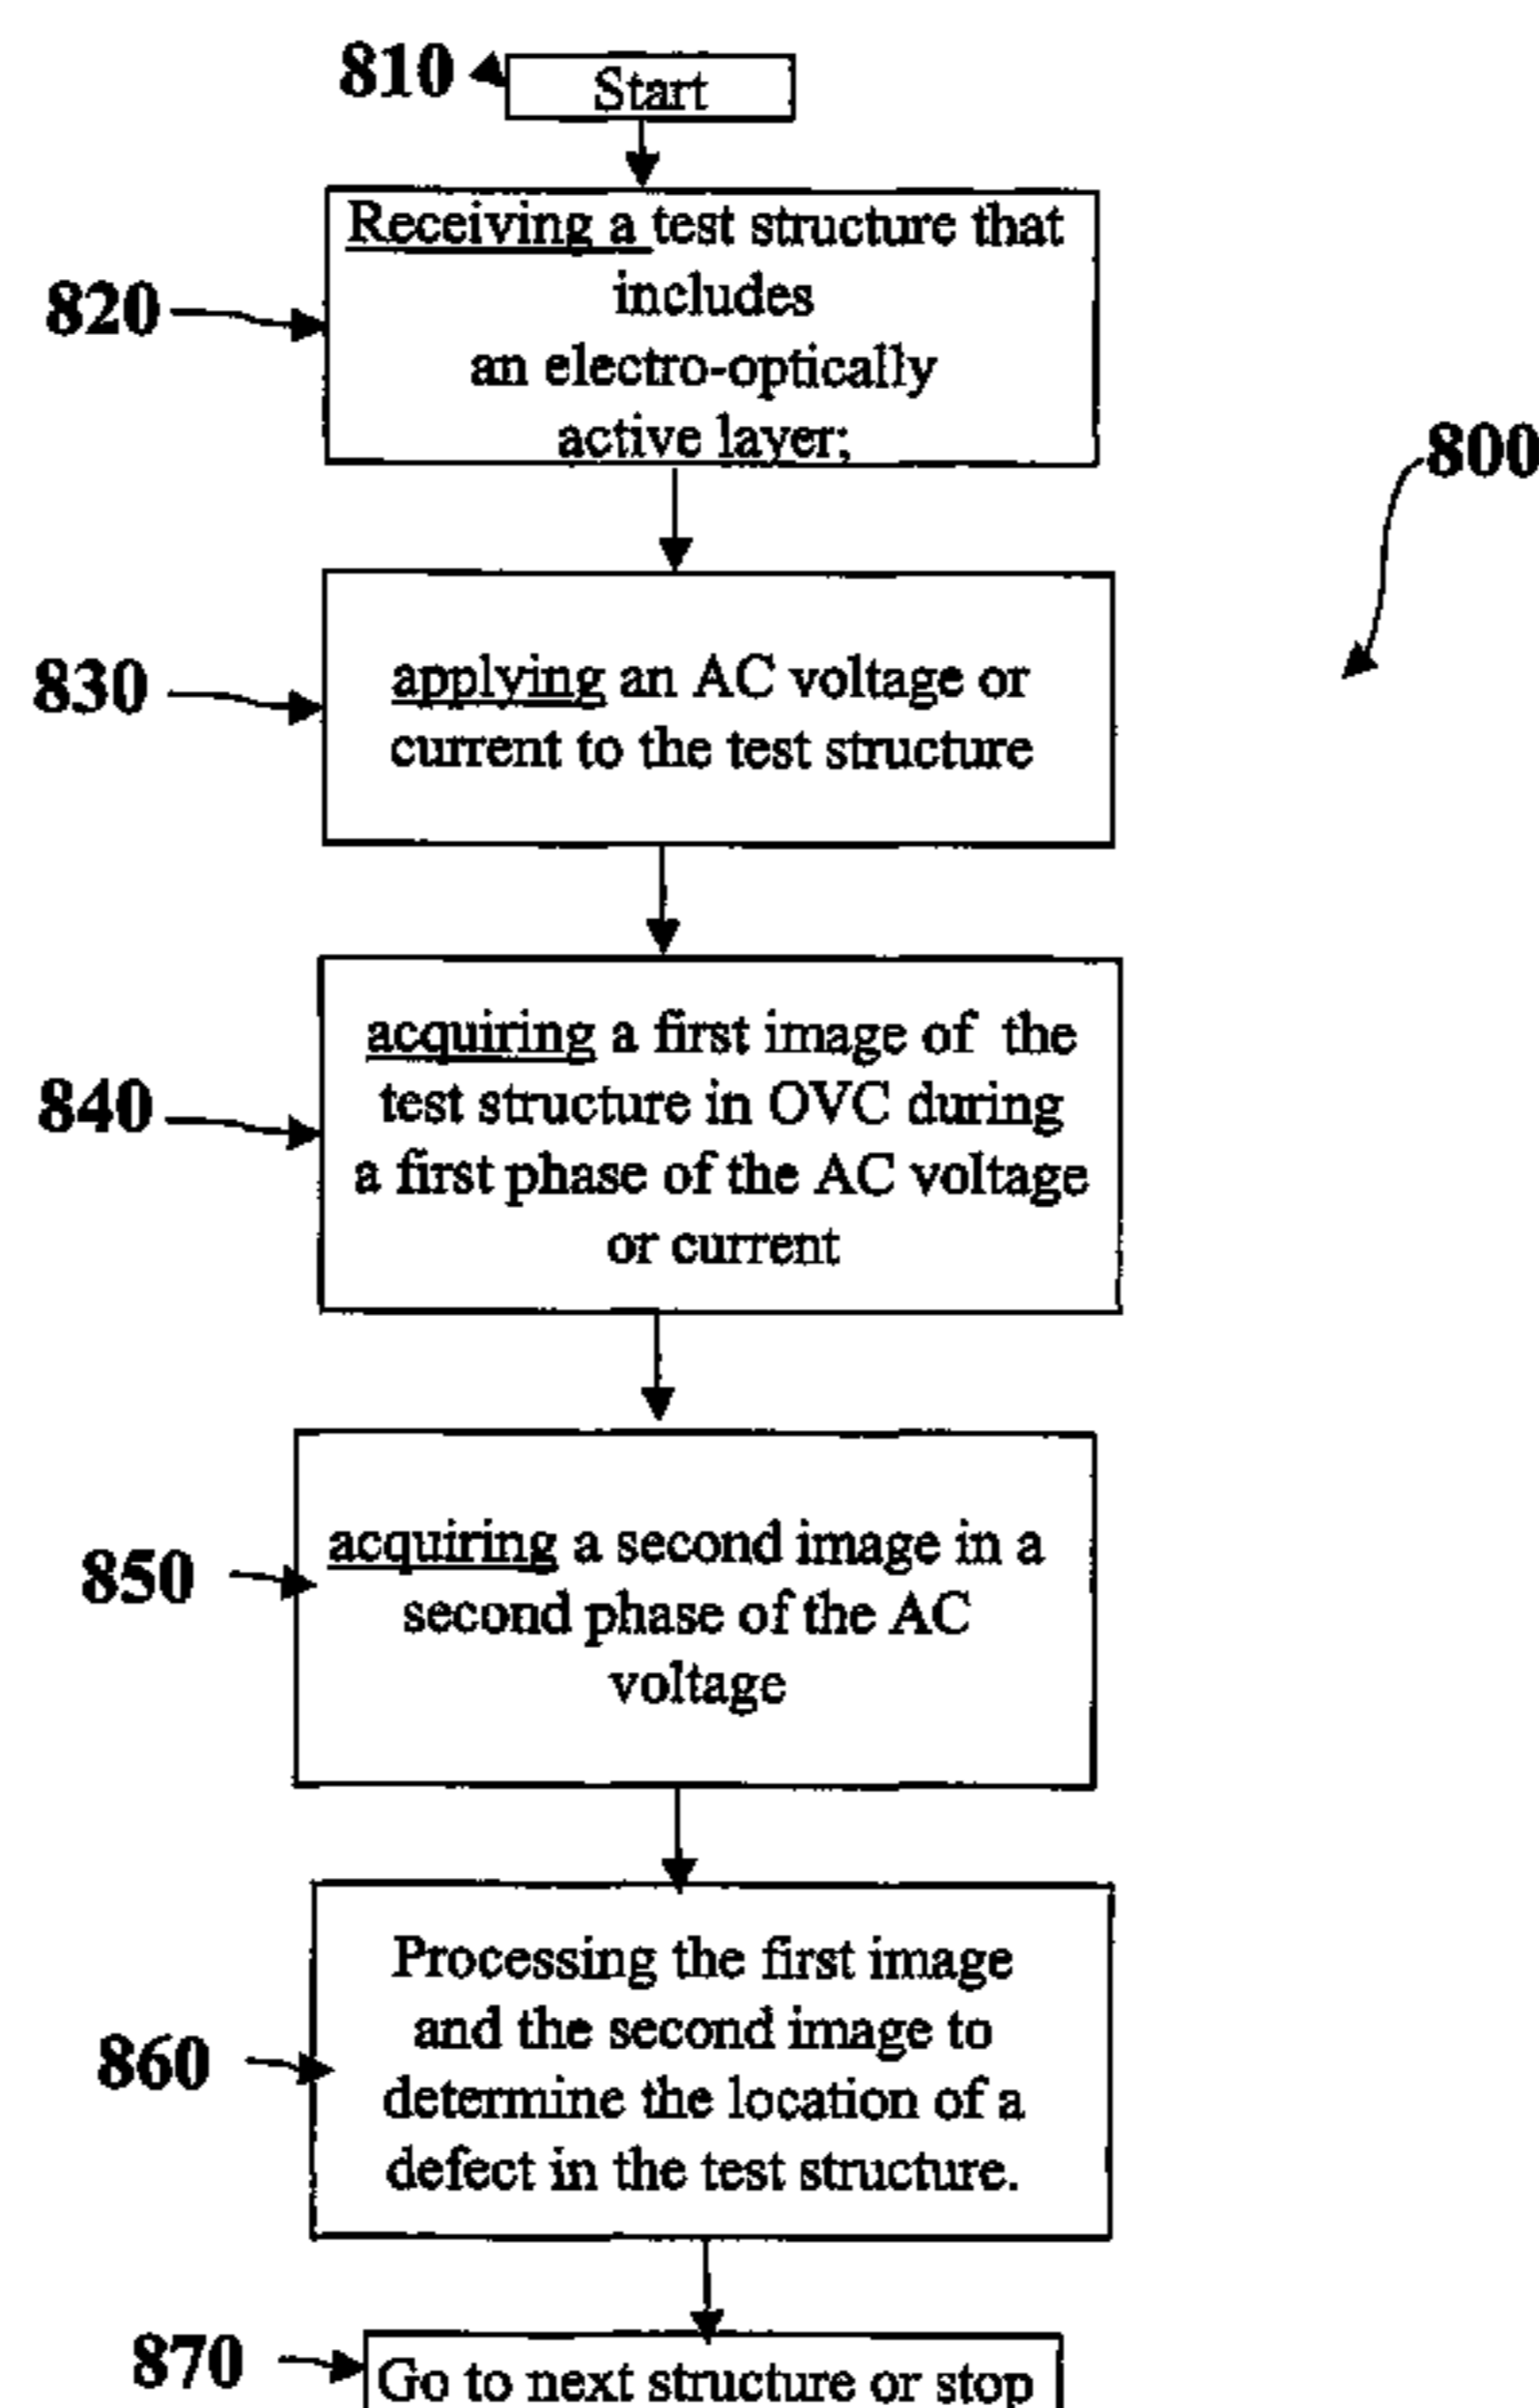 810
Start
820
Receiving a test structure that
includes
an electro-optically
active layer;
800
830
applying an AC voltage or
current to the test structure
840
acquiring a first image of the
test structure in OVC during
a first phase of the AC voltage
or current
850
acquiring a second image in a
second phase of the AC
voltage
860
Processing the first image
and the second image to
determine the location of a
defect in the test structure.
870
Go to next structure or stop